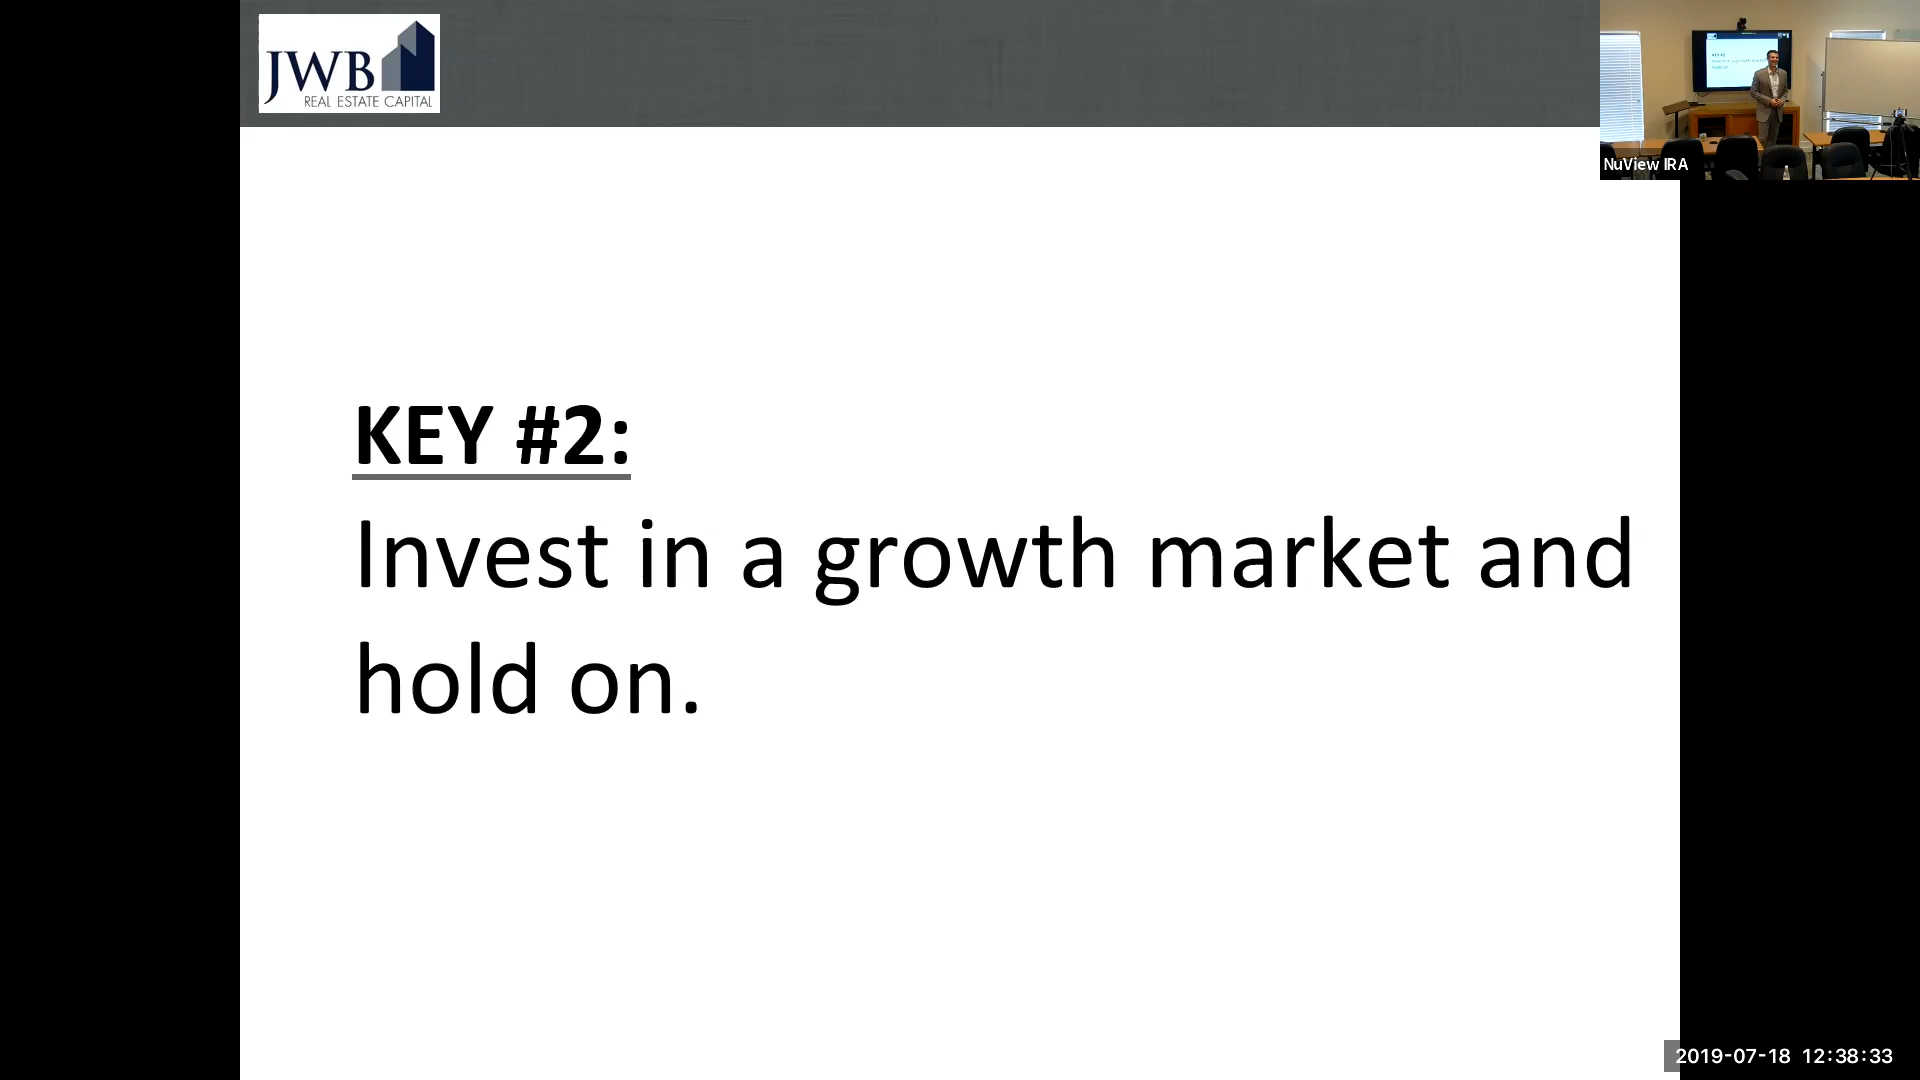 JWB
REAL ESTATE CAPITAL
NuView IRA
KEY #2:
Invest in a growth market and
hold on.
2019-07-18 12:38:33